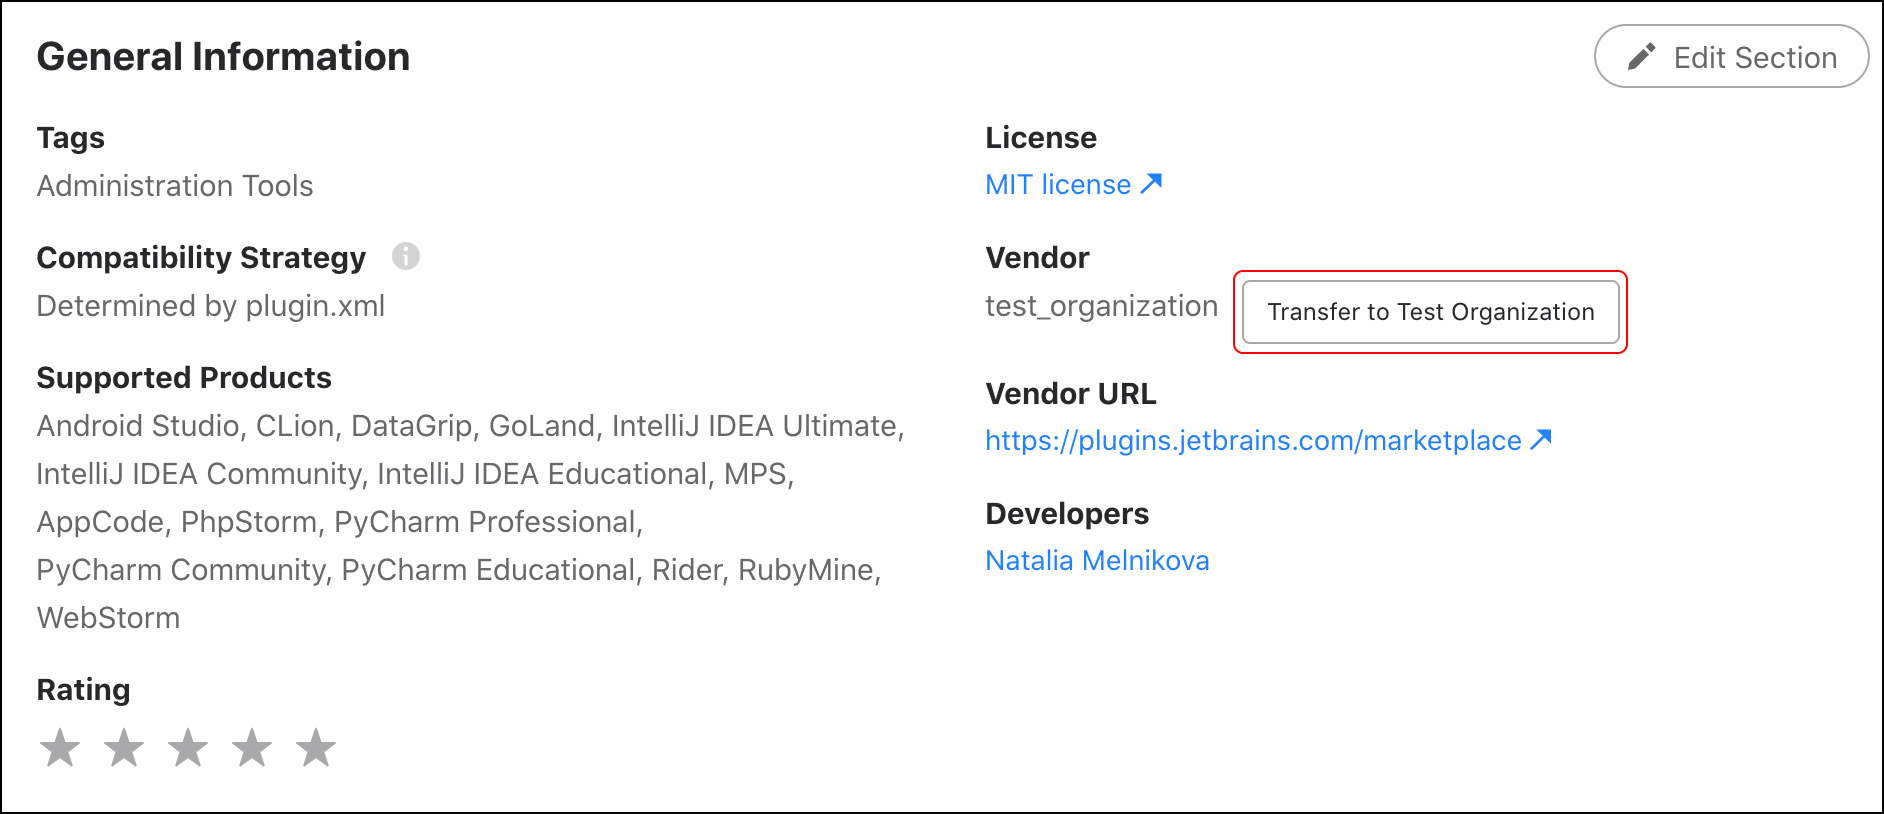 General Information
Edit Section
Tags
Administration Tools
Compatibility Strategy
Determined by plugin.xml
Supported Products
Android Studio, CLion, DataGrip, GoLand, IntelliJ IDEA Ultimate,
IntelliJ IDEA Community, IntelliJ IDEA Educational, MPS,
AppCode, PhpStorm, PyCharm Professional,
PyCharm Community, PyCharm Educational, Rider, RubyMine,
WebStorm
Rating
License
MIT license
Vendor
test_organization
Transfer to Test Organization
Vendor URL
https://plugins.jetbrains.com/marketplace
Developers
Natalia Melnikova